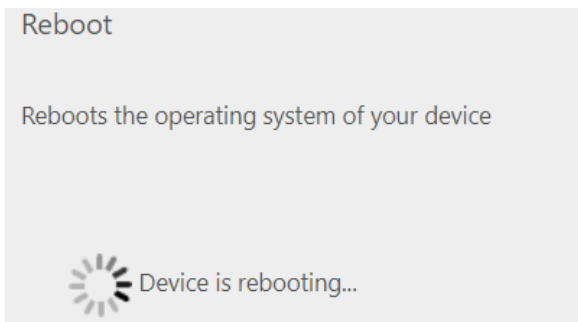 Reboot
Reboots the operating system of your device
Device is rebooting...